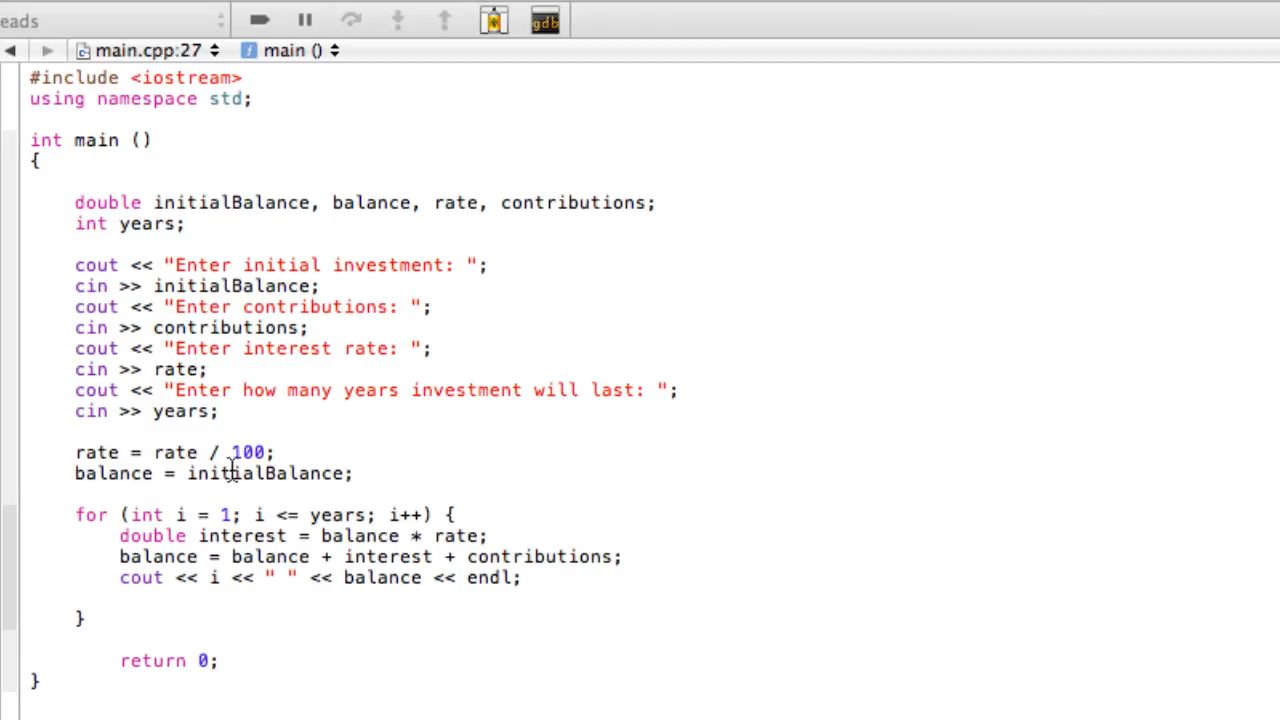 eads
gdb
main.cpp:27 f main ()
#include <iostream>
using namespace std;
int main ()
{
double initialBalance, balance, rate, contributions;
int years;
cout << "Enter initial investment: ";
cin >> initialBalance;
cout << "Enter contributions: ";
cin >> contributions;
cout << "Enter interest rate: ";
cin >> rate;
cout << "Enter how many years investment will last: ";
cin >> years;
rate = rate / 100;
balance = initialBalance;
for (int i = 1; i <= years; i++) {
double interest = balance * rate;
balance = balance + interest + contributions;
cout << i << " " << balance << endl;
}
return 0;
}